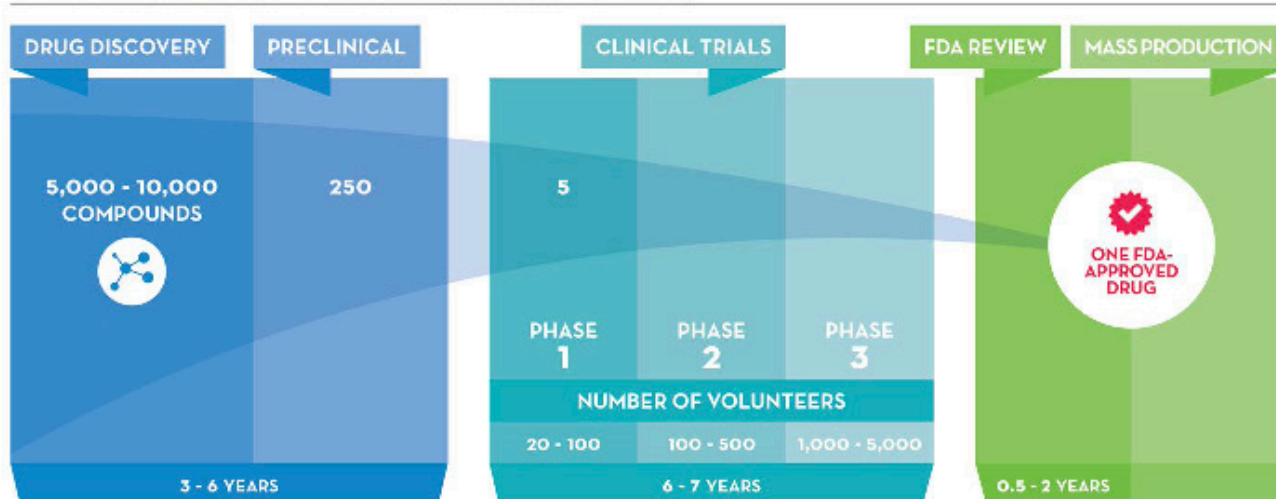 DRUG DISCOVERY
PRECLINICAL
CLINICAL TRIALS
FDA REVIEW
MASS PRODUCTION
5,000 - 10,000
COMPOUNDS
250
5
ONE FDA-
APPROVED
DRUG
PHASE
1
PHASE
2
PHASE
3
NUMBER OF VOLUNTEERS
20 - 100
100 - 500
1,000 - 5,000
3 - 6 YEARS
6 - 7 YEARS
0.5 - 2 YEARS